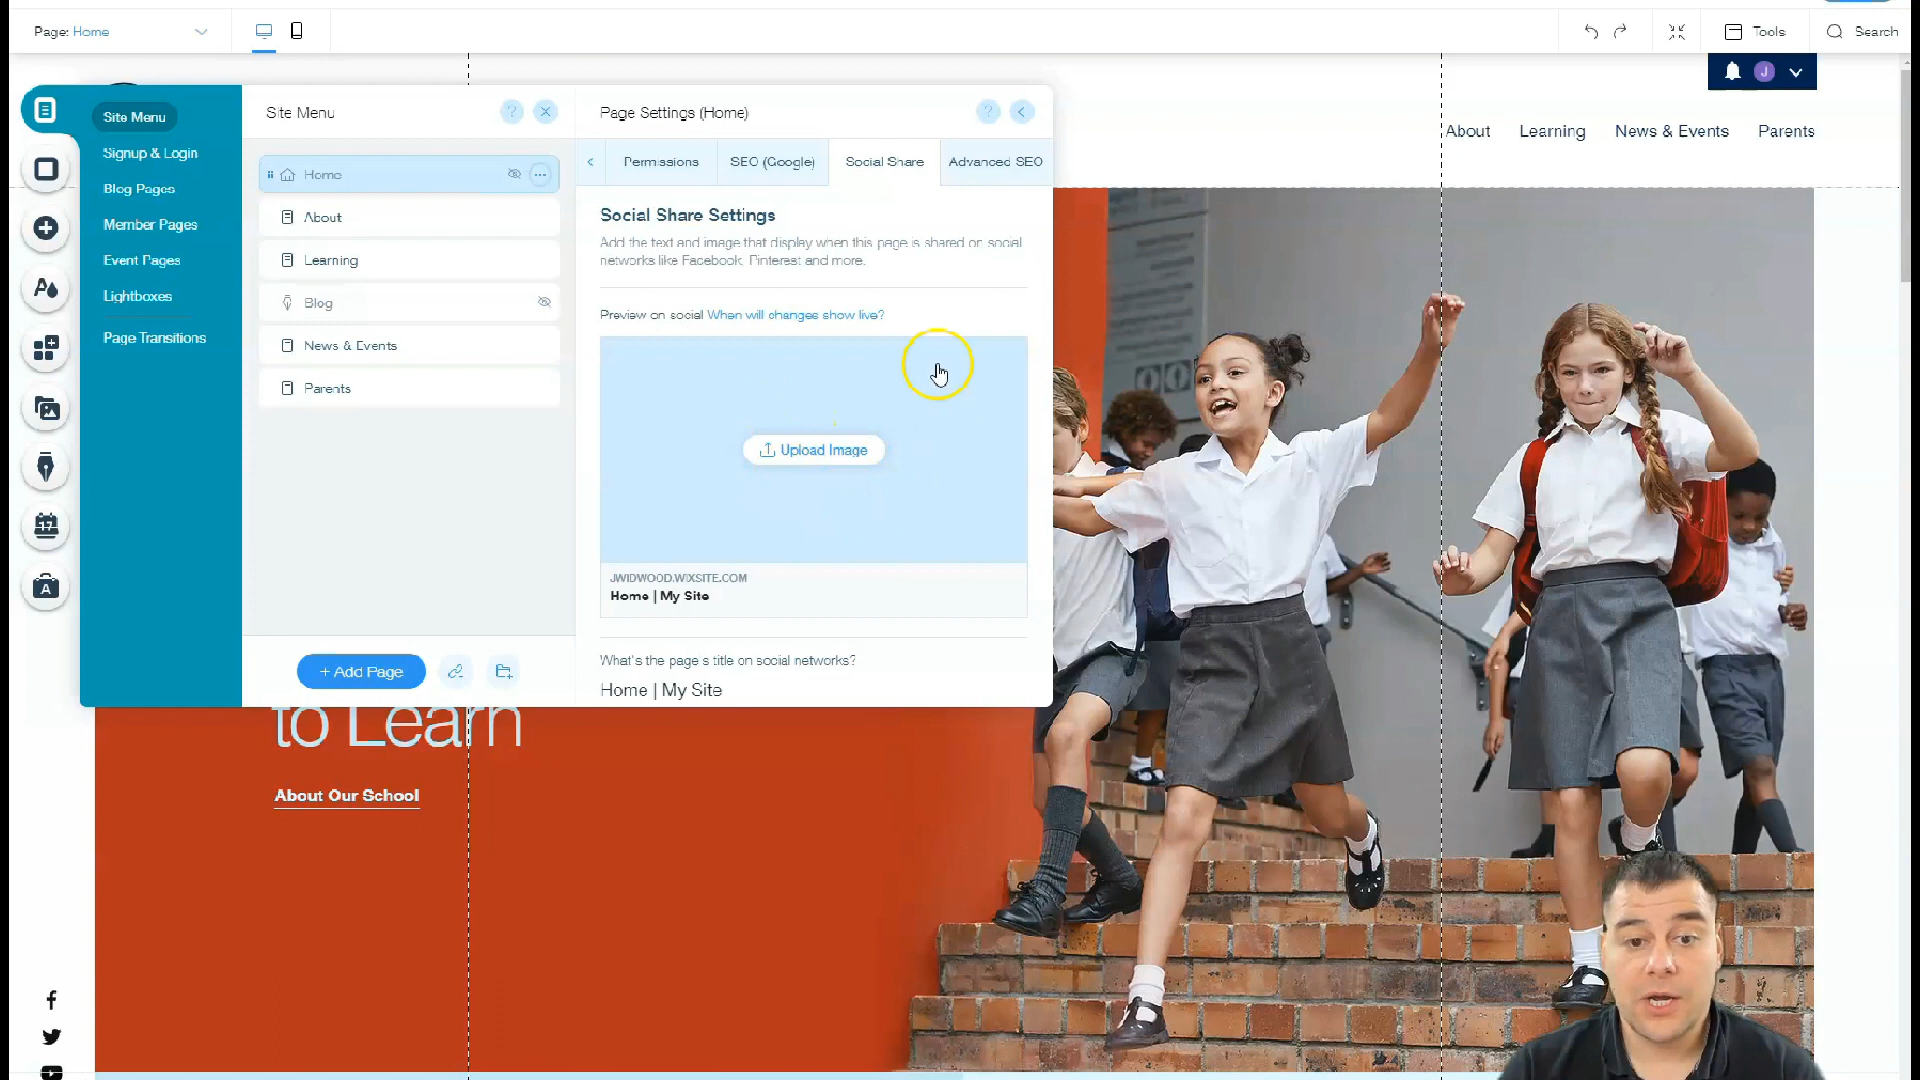 Page: Home
Tools
Search
J
Site Menu
Signup & Login
Blog Pages
Member Pages
Event Pages
Lightboxes
Page Transitions
Site Menu
?
Home
About
Learning
Blog
News & Events
Parents
+ Add Page
Page Settings (Home)
?
Permissions
SEO (Google)
Social Share
Advanced SEO
Social Share Settings
Add the text and image that display when this page is shared on social
networks like Facebook, Pinterest and more.
Preview on social When will changes show live?
Upload Image
JWIDWOOD.WIXSITE.COM
Home | My Site
What's the page s title on social networks?
Home | My Site
About
Learning
News & Events
Parents
to Learn
About Our School
17
A